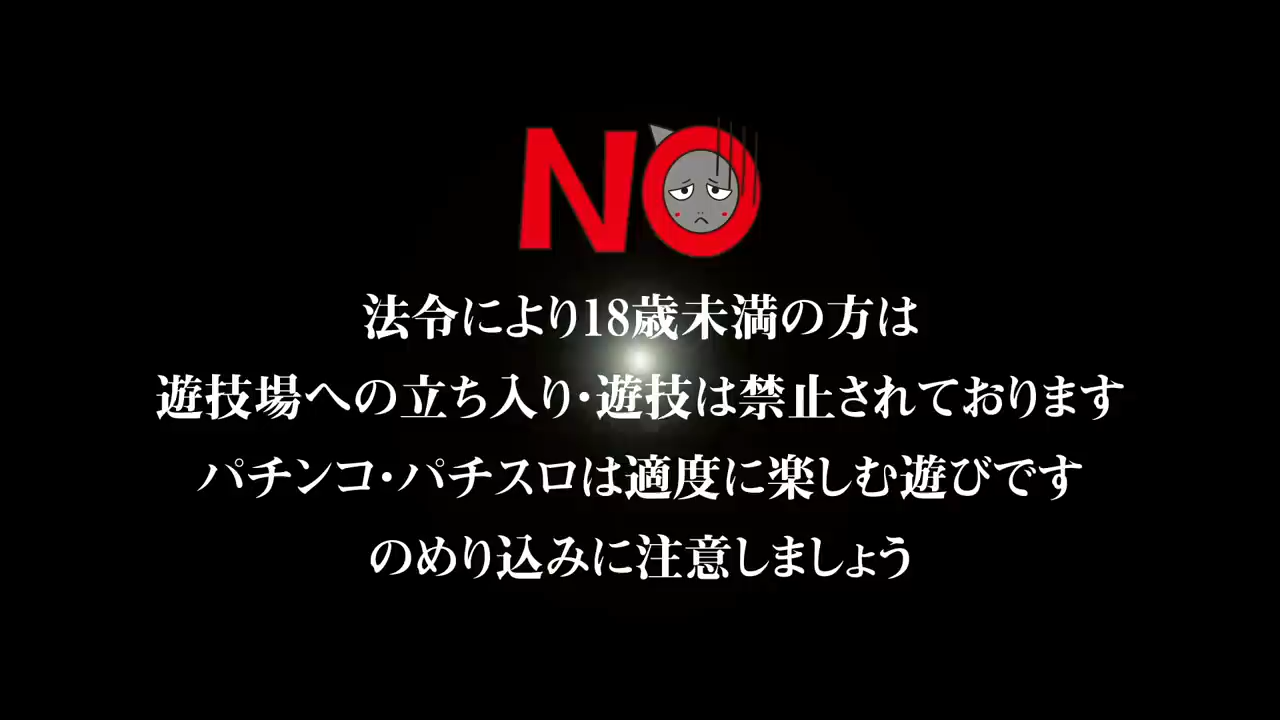 NO
法令により18歳未満の方は
遊技場への立ち入り・遊技は禁止されております
パチンコ・パチスロは適度に楽しむ遊びです
のめり込みに注意しましょう